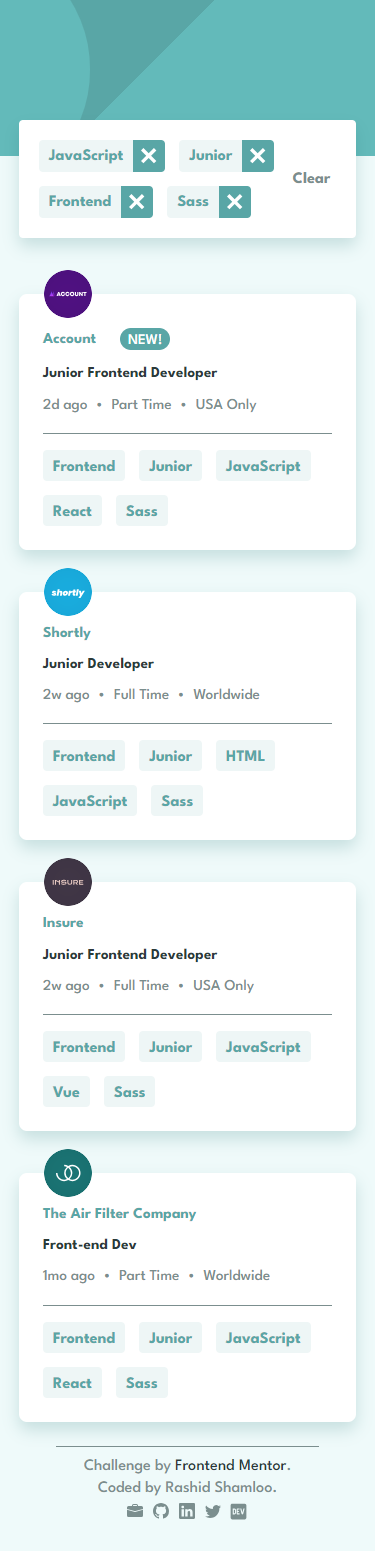 JavaScript Junior
Clear
Frontend Sass
ACCOUNT
Account NEW!
Junior Frontend Developer
2d ago • Part Time • USA Only
Frontend Junior JavaScript
React Sass
shortly
Shortly
Junior Developer
2w ago • Full Time • Worldwide
Frontend Junior HTML
JavaScript Sass
INSURE
Insure
Junior Frontend Developer
2w ago • Full Time • USA Only
Frontend Junior JavaScript
Vue Sass
The Air Filter Company
Front-end Dev
1mo ago • Part Time • Worldwide
Frontend Junior JavaScript
React Sass
Challenge by Frontend Mentor.
Coded by Rashid Shamloo.
in DEV